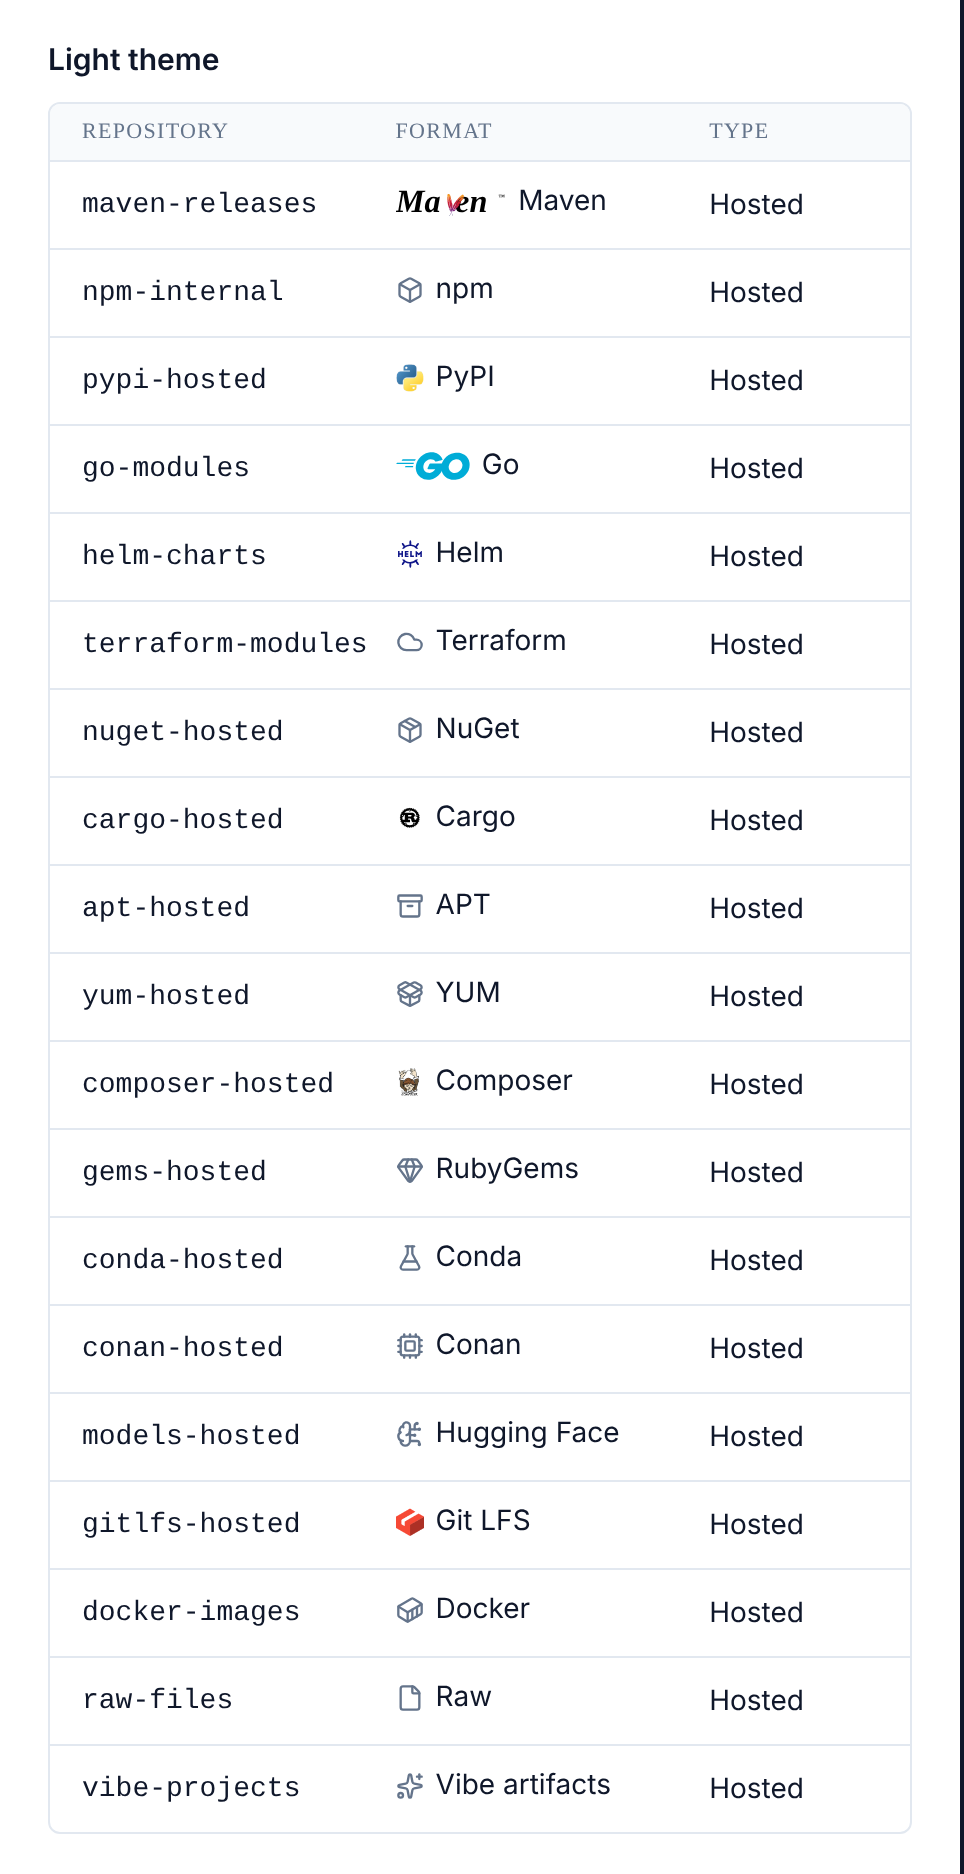 Light theme
REPOSITORY FORMAT TYPE
maven-releases Maven ™ Maven Hosted
npm-internal npm Hosted
pypi-hosted PyPI Hosted
go-modules GO Go Hosted
helm-charts HELM Helm Hosted
terraform-modules Terraform Hosted
nuget-hosted NuGet Hosted
cargo-hosted R Cargo Hosted
apt-hosted APT Hosted
yum-hosted YUM Hosted
composer-hosted Composer Hosted
gems-hosted RubyGems Hosted
conda-hosted Conda Hosted
conan-hosted Conan Hosted
models-hosted Hugging Face Hosted
gitlfs-hosted Git LFS Hosted
docker-images Docker Hosted
raw-files Raw Hosted
vibe-projects Vibe artifacts Hosted